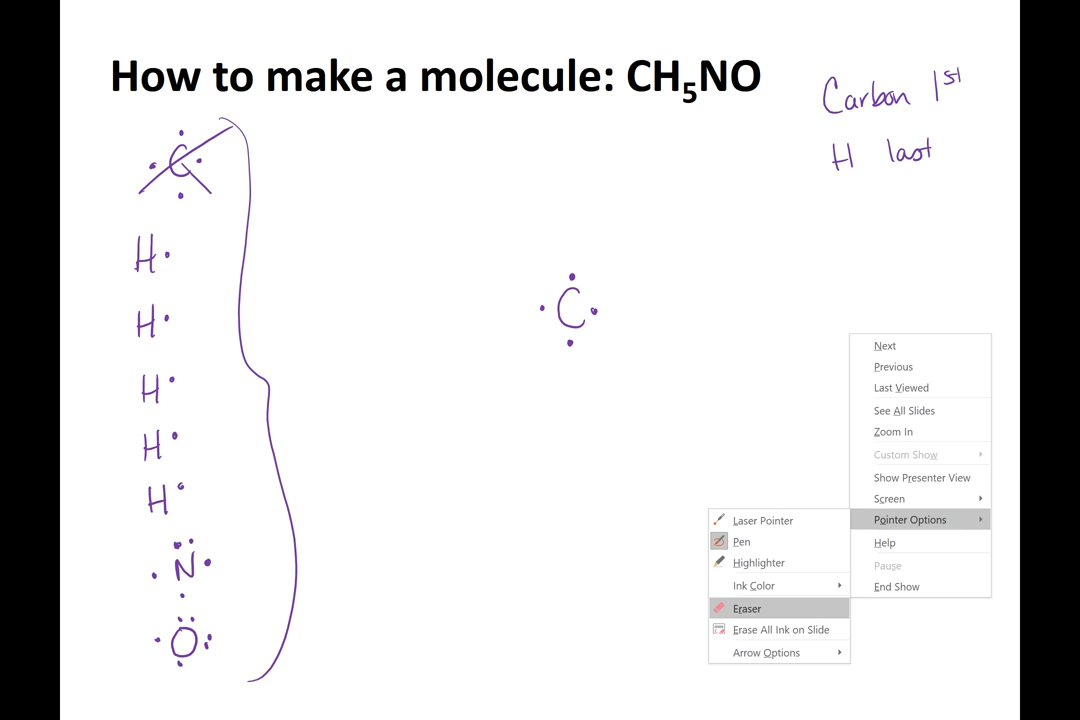 How to make a molecule: CH₅NO
Carbon 1st
H last
C
H
H
H
H
H
N
O
C
Next
Previous
Last Viewed
See All Slides
Zoom In
Custom Show
Show Presenter View
Screen
Pointer Options
Help
Pause
End Show
Laser Pointer
Pen
Highlighter
Ink Color
Eraser
Erase All Ink on Slide
Arrow Options